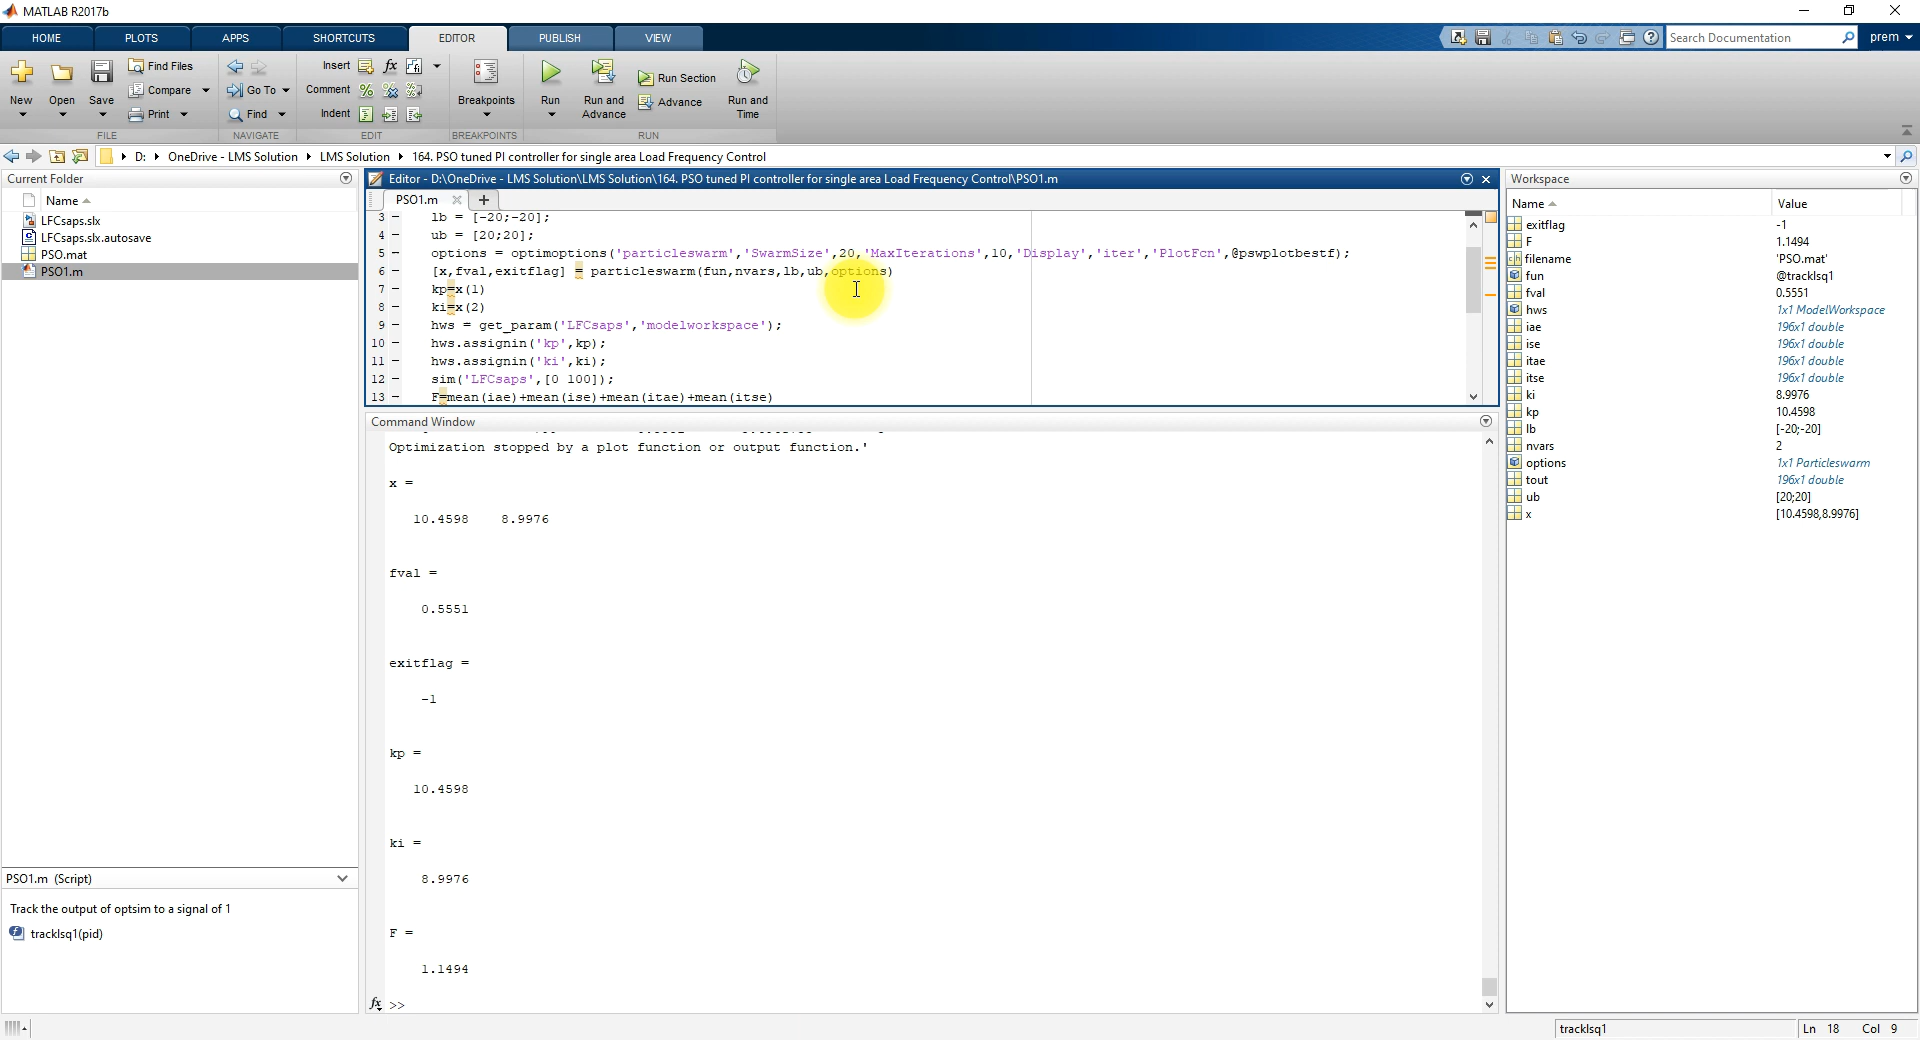 MATLAB R2017b
HOME PLOTS APPS SHORTCUTS EDITOR PUBLISH VIEW
Search Documentation prem
New Open Save Find Files Compare Print
Go To Find
Insert fx
Comment
Indent
Breakpoints
Run Run and Advance Run Section Advance Run and Time
FILE NAVIGATE EDIT BREAKPOINTS RUN
D: OneDrive - LMS Solution LMS Solution 164. PSO tuned PI controller for single area Load Frequency Control
Current Folder
Name
LFCsaps.slx
LFCsaps.slx.autosave
PSO.mat
PSO1.m
PSO1.m (Script)
Track the output of optsim to a signal of 1
tracklsq1(pid)
Editor - D:\OneDrive - LMS Solution\LMS Solution\164. PSO tuned PI controller for single area Load Frequency Control\PSO1.m
PSO1.m
3 – lb = [-20;-20];
4 – ub = [20;20];
5 – options = optimoptions('particleswarm','SwarmSize',20,'MaxIterations',10,'Display','iter','PlotFcn',@pswplotbestf);
6 – [x,fval,exitflag] = particleswarm(fun,nvars,lb,ub,options)
7 – kp=x(1)
8 – ki=x(2)
9 – hws = get_param('LFCsaps','modelworkspace');
10 – hws.assignin('kp',kp);
11 – hws.assignin('ki',ki);
12 – sim('LFCsaps',[0 100]);
13 – F=mean(iae)+mean(ise)+mean(itae)+mean(itse)
Command Window
Optimization stopped by a plot function or output function.'
x =
10.4598 8.9976
fval =
0.5551
exitflag =
-1
kp =
10.4598
ki =
8.9976
F =
1.1494
fx >>
Workspace
Name Value
exitflag -1
F 1.1494
filename 'PSO.mat'
fun @tracklsq1
fval 0.5551
hws 1x1 ModelWorkspace
iae 196x1 double
ise 196x1 double
itae 196x1 double
itse 196x1 double
ki 8.9976
kp 10.4598
lb [-20;-20]
nvars 2
options 1x1 Particleswarm
tout 196x1 double
ub [20;20]
x [10.4598,8.9976]
tracklsq1 Ln 18 Col 9